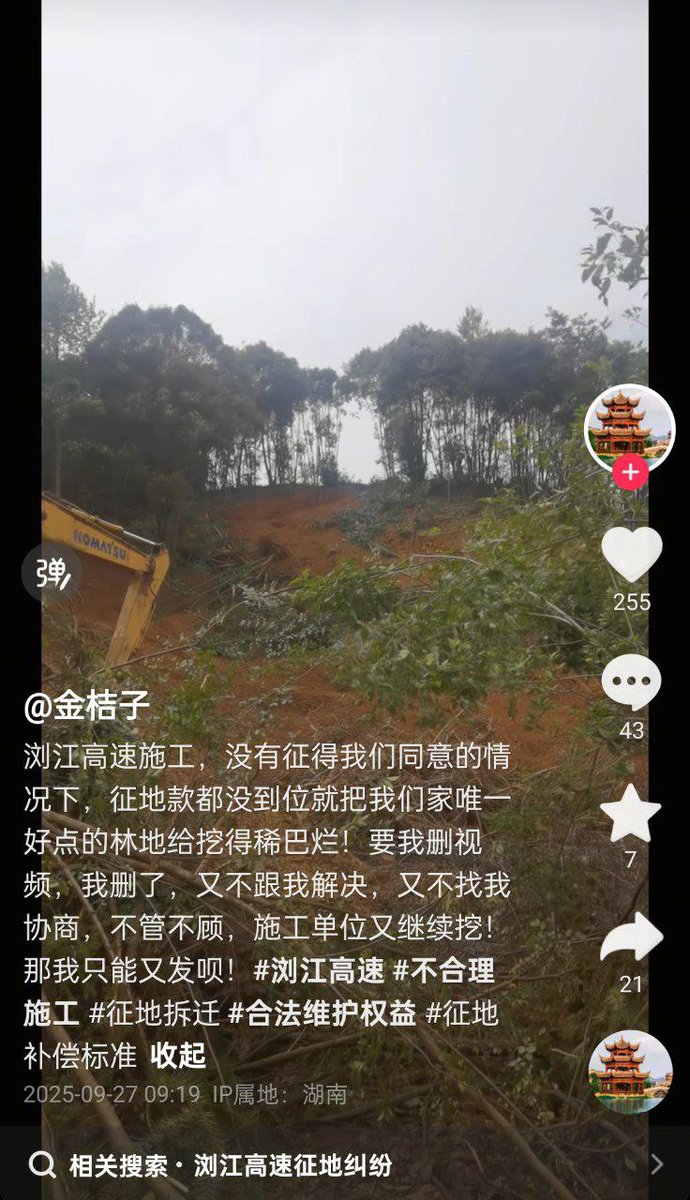 HOMATSU
弹
255
43
7
21
@金桔子
浏江高速施工，没有征得我们同意的情
况下，征地款都没到位就把我们家唯一
好点的林地给挖得稀巴烂！要我删视
频，我删了，又不跟我解决，又不找我
协商，不管不顾，施工单位又继续挖！
那我只能又发呗！#浏江高速 #不合理
施工 #征地拆迁 #合法维护权益 #征地
补偿标准 收起
2025-09-27 09:19 IP属地：湖南
相关搜索·浏江高速征地纠纷